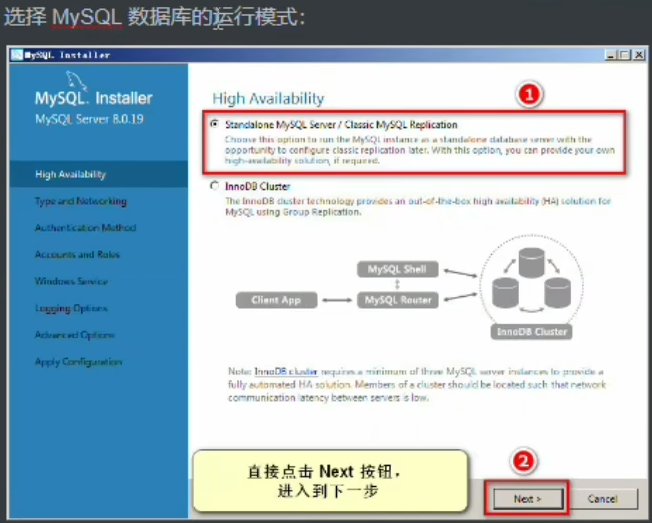 选择 MySQL 数据库的运行模式：
MySQL Installer
MySQL. Installer
MySQL Server 8.0.19
High Availability
Type and Networking
Authentication Method
Accounts and Roles
Windows Service
Logging Options
Advanced Options
Apply Configuration
High Availability
1
Standalone MySQL Server / Classic MySQL Replication
Choose this option to run the MySQL instance as a standalone database server with the
opportunity to configure classic replication later. With this option, you can provide your own
high-availability solution, if required.
InnoDB Cluster
The InnoDB cluster technology provides an out-of-the-box high availability (HA) solution for
MySQL using Group Replication.
MySQL Shell
Client App
MySQL Router
InnoDB Cluster
Note: InnoDB cluster requires a minimum of three MySQL server instances to provide a
fully automated HA solution. Members of a cluster should be located such that network
communication latency between servers is low.
直接点击 Next 按钮，
进入到下一步
2
Next >
Cancel